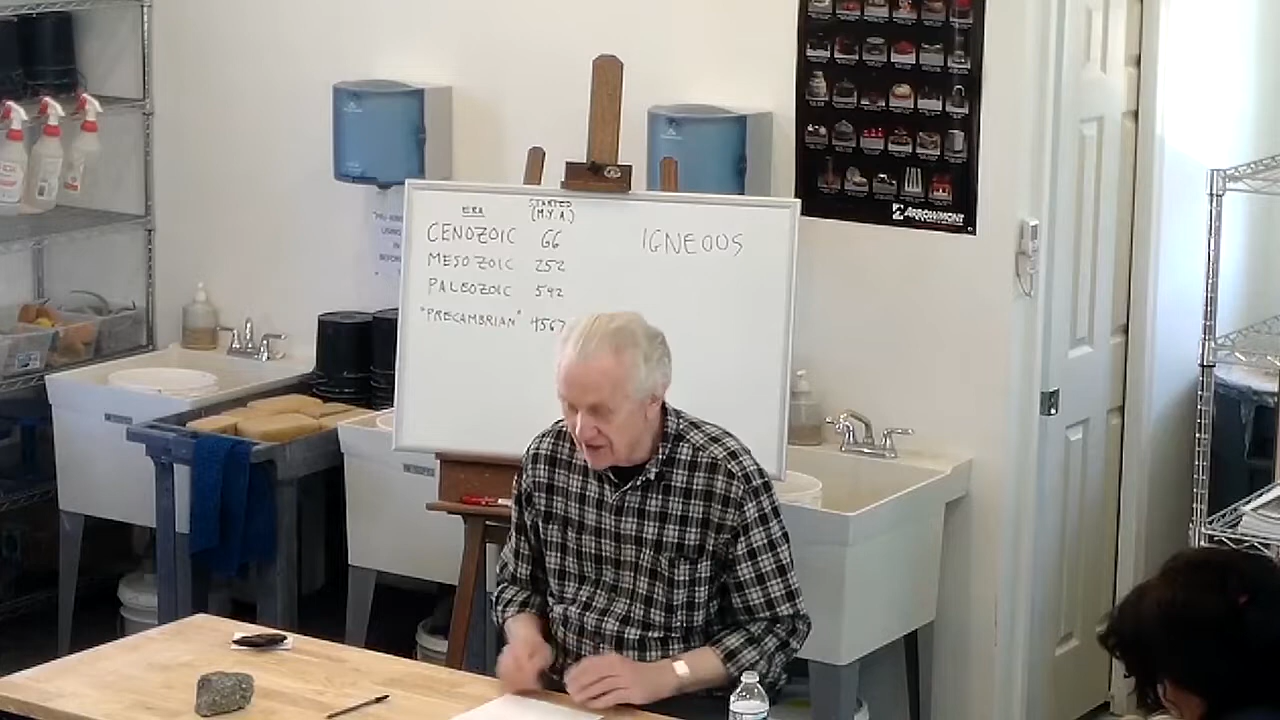 ERA STARTED (M.Y.A.)
CENOZOIC 66
MESOZOIC 252
PALEOZOIC 542
"PRECAMBRIAN" 4567
IGNEOUS
ARROWMONT